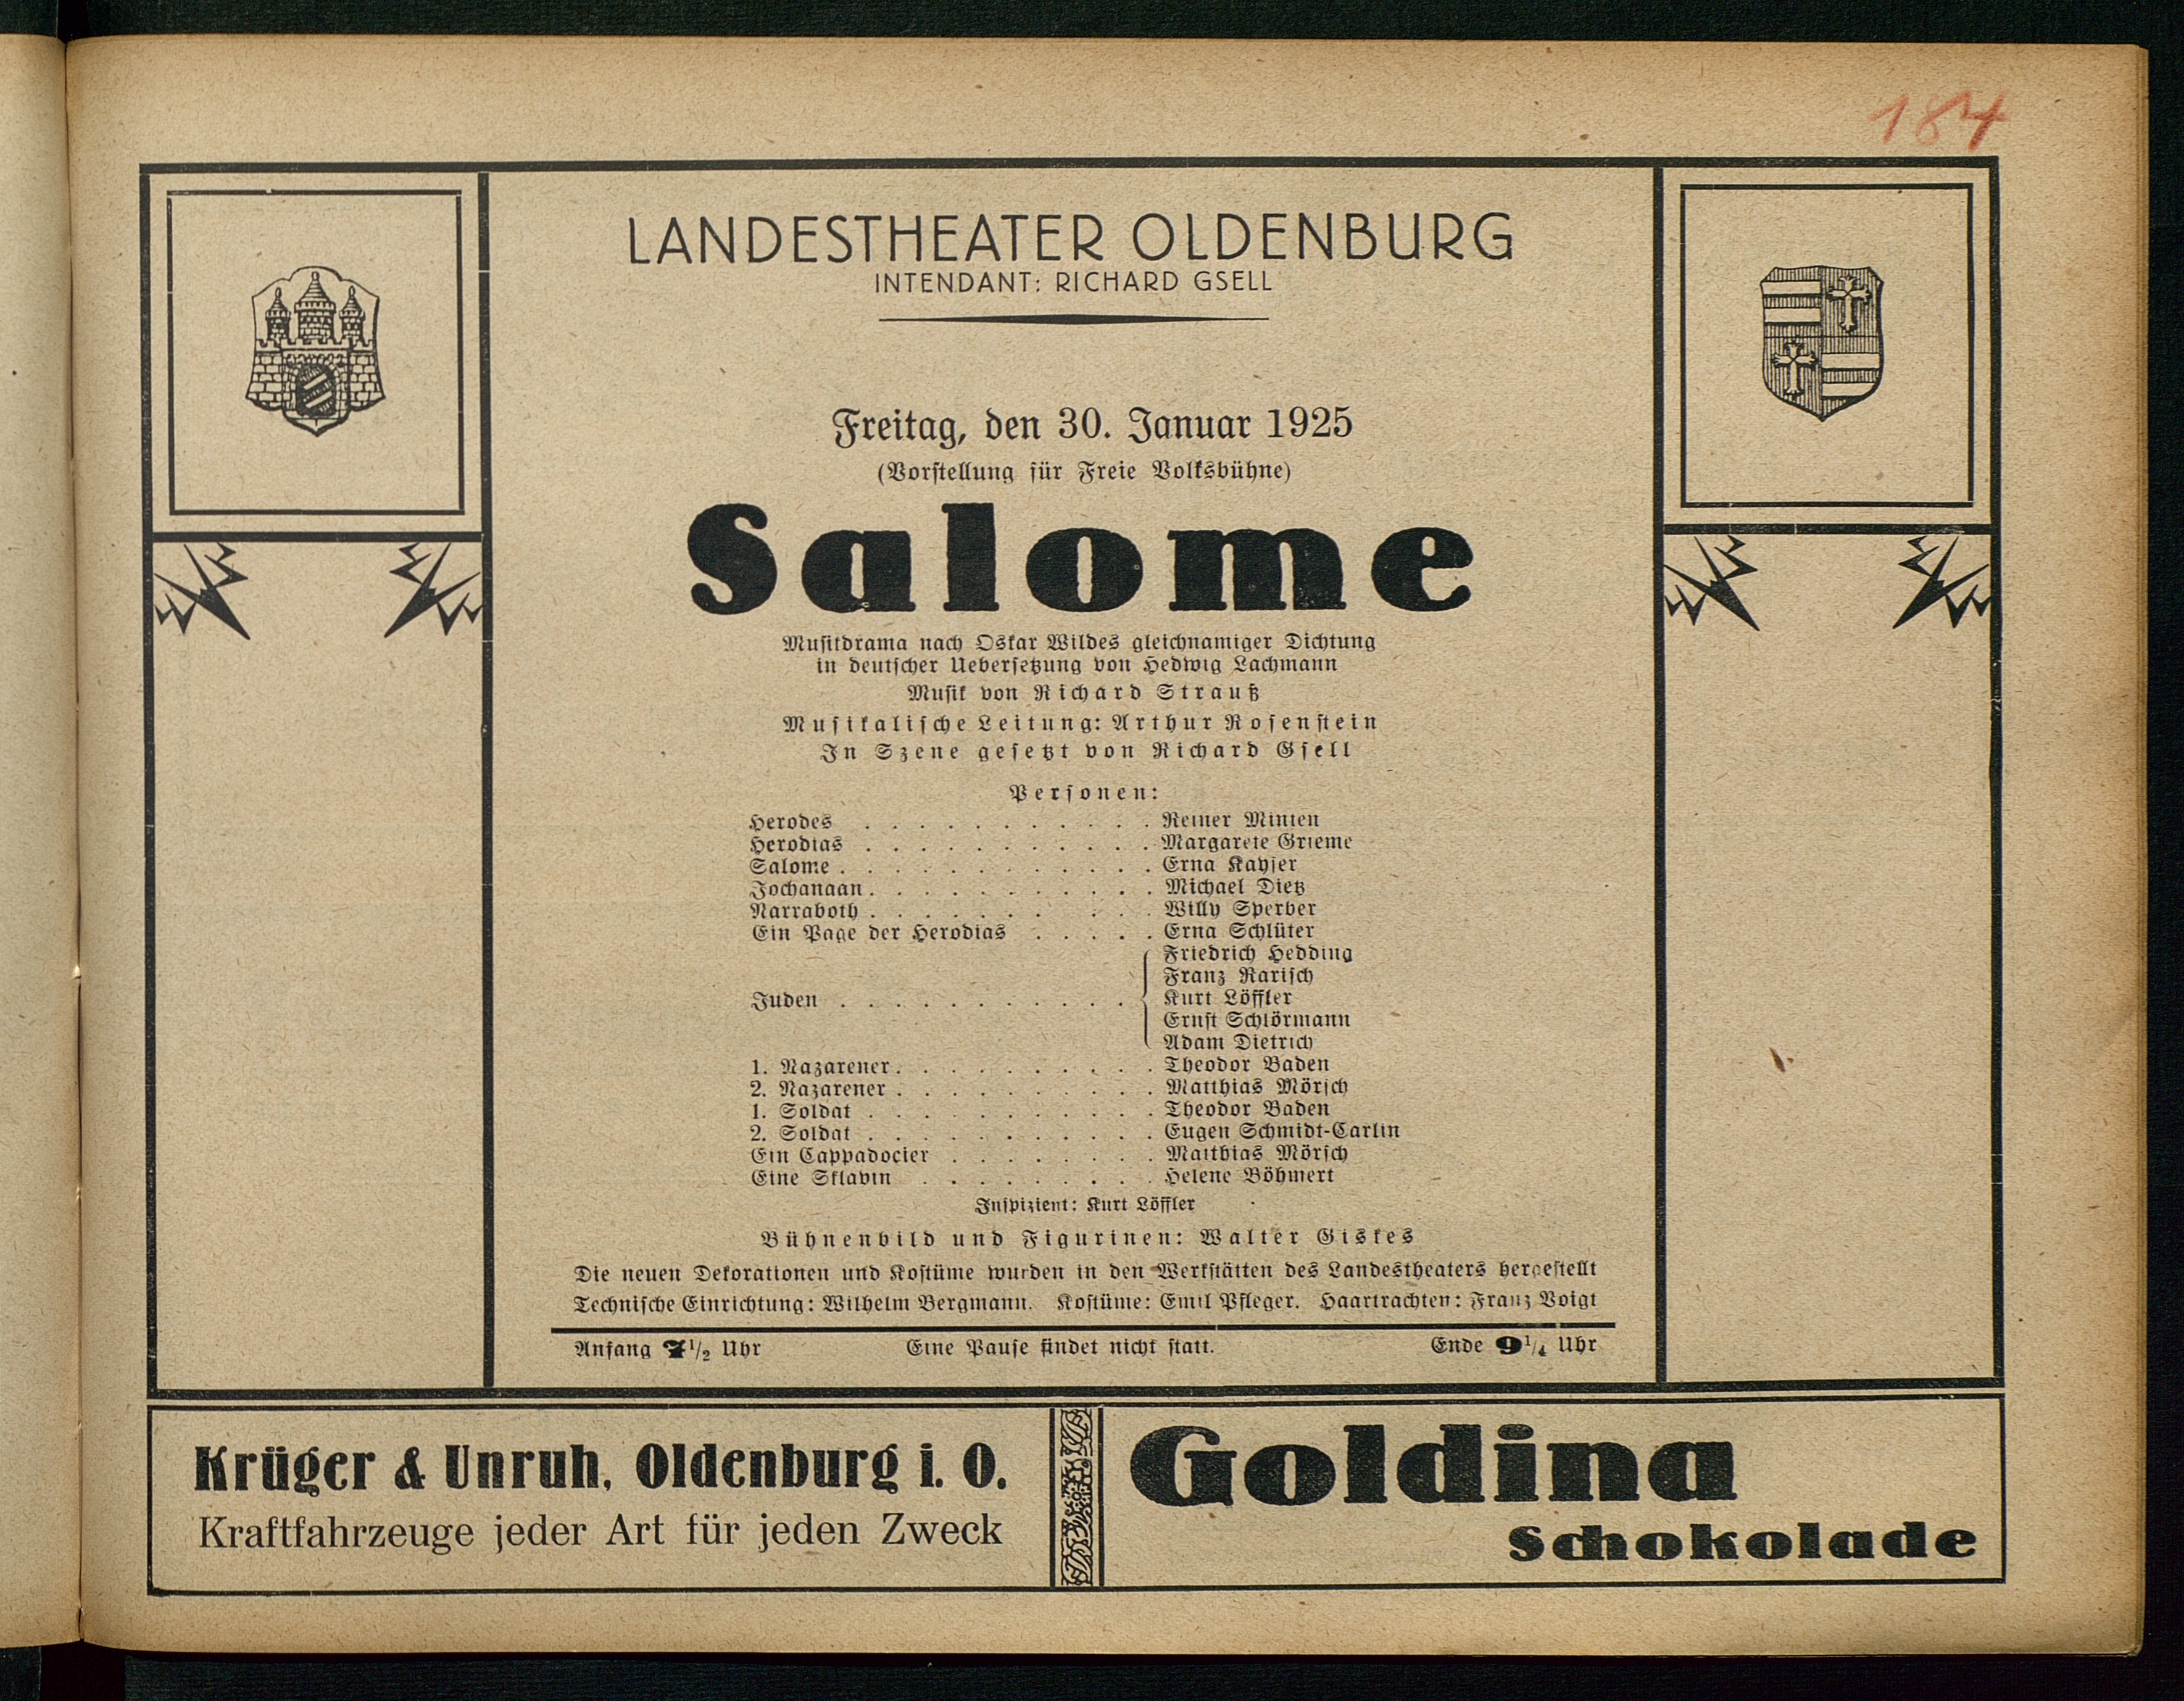 184
LANDESTHEATER OLDENBURG
INTENDANT: RICHARD GSELL
Freitag, den 30. Januar 1925
(Vorstellung für Freie Volksbühne)
Salome
Musikdrama nach Oskar Wildes gleichnamiger Dichtung
in deutscher Uebersetzung von Hedwig Lachmann
Musik von Richard Strauß
Musikalische Leitung: Arthur Rosenstein
In Szene gesetzt von Richard Gsell
Personen:
Herodes . . . . . . . . . . . Reiner Minten
Herodias . . . . . . . . . . . Margarete Grieme
Salome . . . . . . . . . . . . Erna Kayser
Jochanaan . . . . . . . . . . . Michael Dietz
Narraboth . . . . . . . . . . Willy Sperber
Ein Page der Herodias . . . . . Erna Schlüter
Juden . . . . . . . . . . .
Friedrich Hedding
Franz Rarisch
Kurt Löffler
Ernst Schlörmann
Adam Dietrich
1. Nazarener . . . . . . . . . . Theodor Baden
2. Nazarener . . . . . . . . . . Matthias Mörsch
1. Soldat . . . . . . . . . . . Theodor Baden
2. Soldat . . . . . . . . . . . Eugen Schmidt-Carlin
Ein Cappadocier . . . . . . . . Matthias Mörsch
Eine Sklavin . . . . . . . . . Helene Böhmert
Inspizient: Kurt Löffler
Bühnenbild und Figurinen: Walter Giskes
Die neuen Dekorationen und Kostüme wurden in den Werkstätten des Landestheaters hergestellt
Technische Einrichtung: Wilhelm Bergmann. Kostüme: Emil Pfleger. Haartrachten: Franz Voigt
Anfang 7 1/2 Uhr Eine Pause findet nicht statt. Ende 9 1/4 Uhr
Krüger & Unruh, Oldenburg i. O.
Kraftfahrzeuge jeder Art für jeden Zweck
Goldina
Schokolade